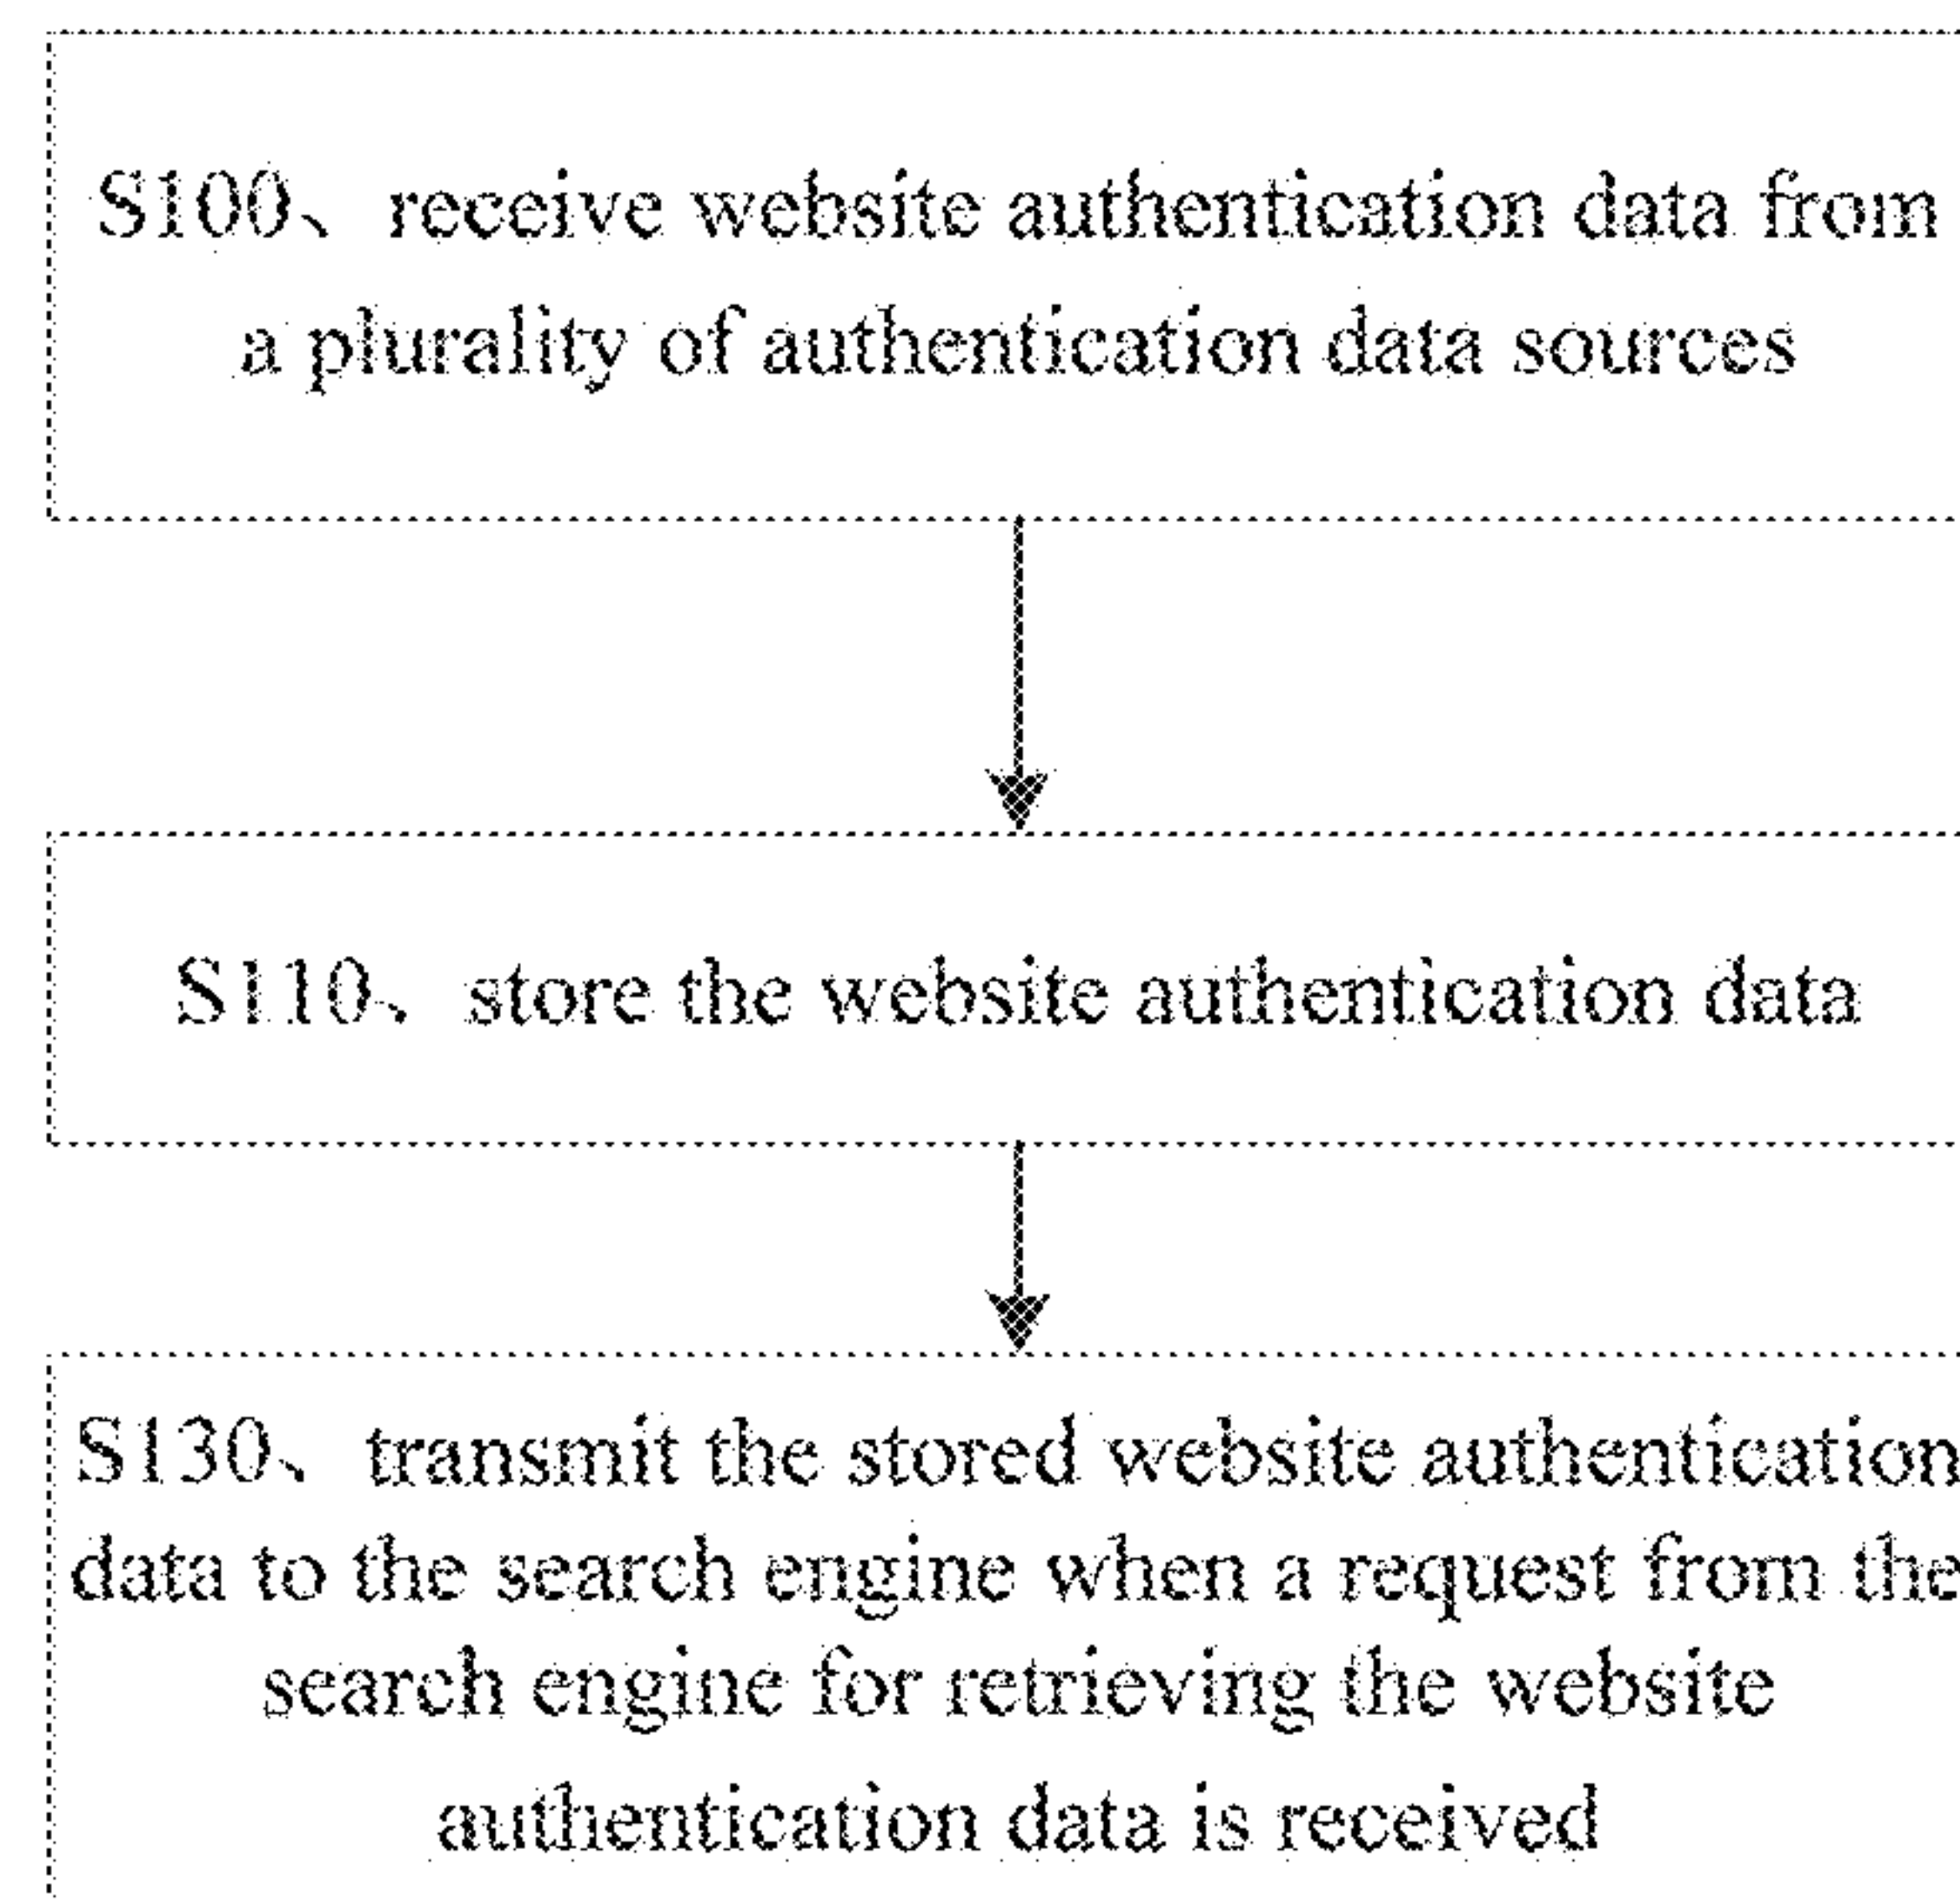 S100、 receive website authentication data from
a plurality of authentication data sources
S110、 store the website authentication data
S130、 transmit the stored website authentication
data to the search engine when a request from the
search engine for retrieving the website
authentication data is received